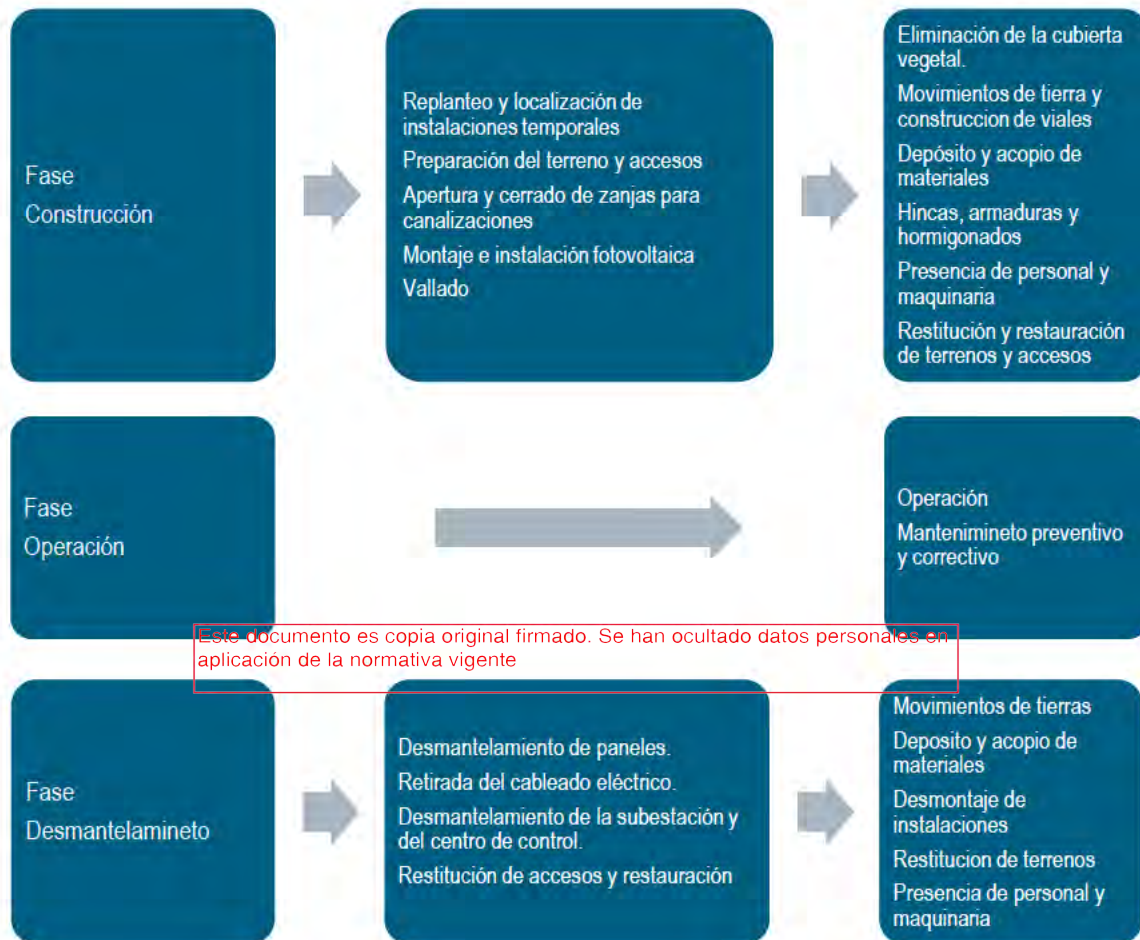 Fase
Construcción
Replanteo y localización de
instalaciones temporales
Preparación del terreno y accesos
Apertura y cerrado de zanjas para
canalizaciones
Montaje e instalación fotovoltaica
Vallado
Eliminación de la cubierta
vegetal.
Movimientos de tierra y
construccion de viales
Depósito y acopio de
materiales
Hincas, armaduras y
hormigonados
Presencia de personal y
maquinaria
Restitución y restauración
de terrenos y accesos
Fase
Operación
Operación
Mantenimineto preventivo
y correctivo
Este documento es copia original firmado. Se han ocultado datos personales en
aplicación de la normativa vigente
Fase
Desmantelamineto
Desmantelamiento de paneles.
Retirada del cableado eléctrico.
Desmantelamiento de la subestación y
del centro de control.
Restitución de accesos y restauración
Movimientos de tierras
Deposito y acopio de
materiales
Desmontaje de
instalaciones
Restitucion de terrenos
Presencia de personal y
maquinaria